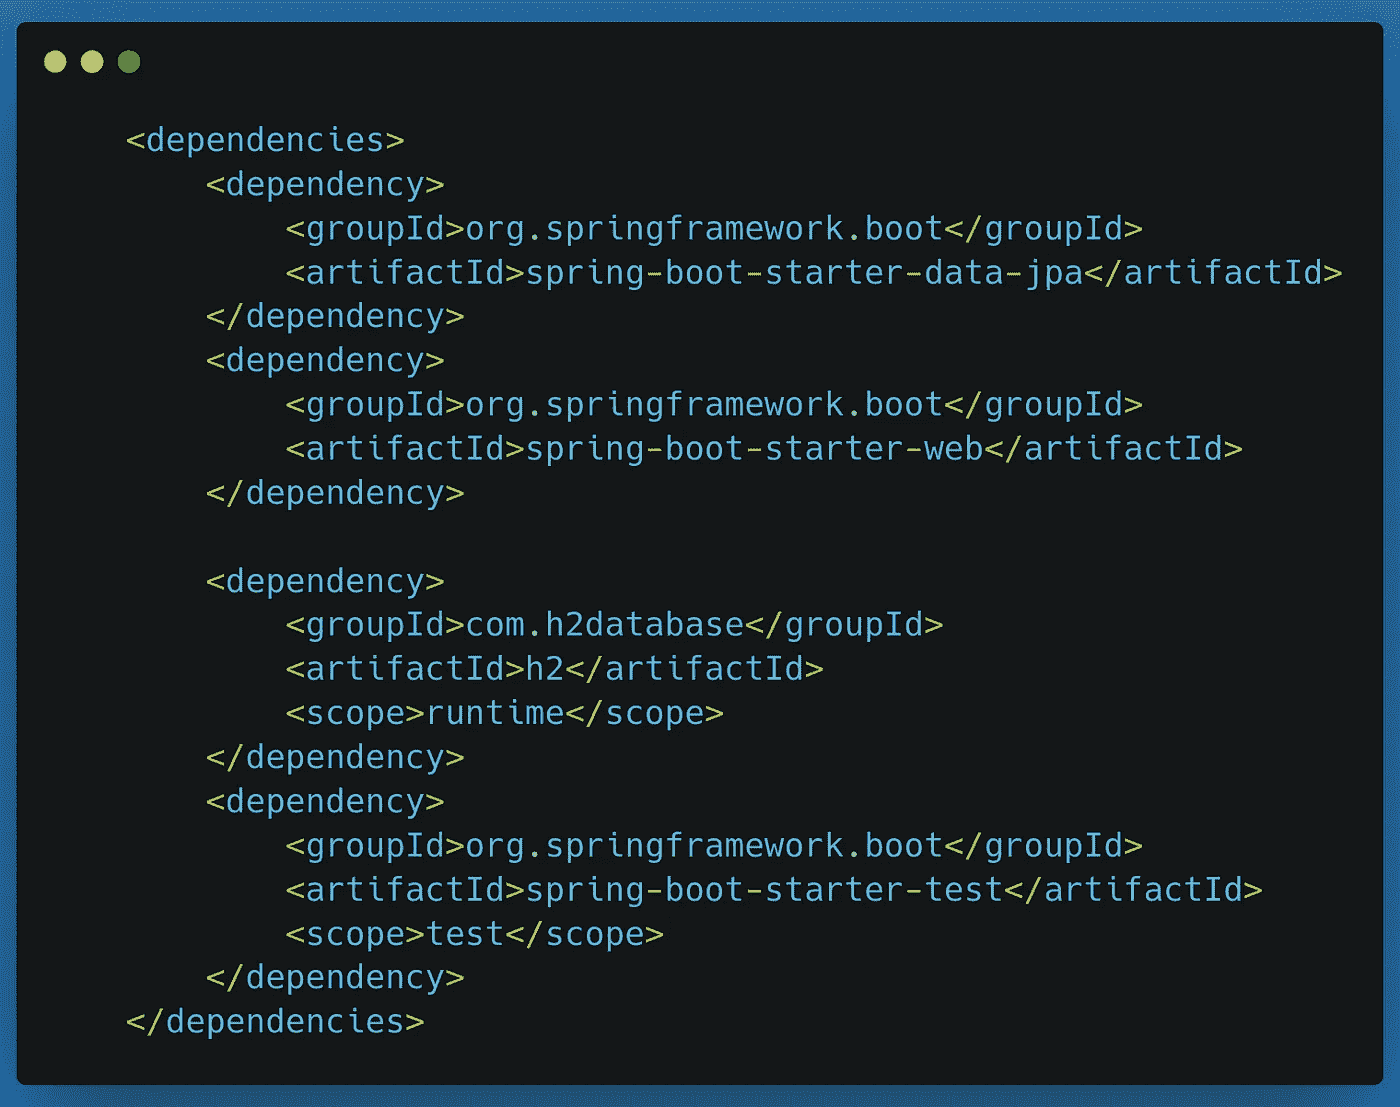 <dependencies>
    <dependency>
        <groupId>org.springframework.boot</groupId>
        <artifactId>spring-boot-starter-data-jpa</artifactId>
    </dependency>
    <dependency>
        <groupId>org.springframework.boot</groupId>
        <artifactId>spring-boot-starter-web</artifactId>
    </dependency>
    <dependency>
        <groupId>com.h2database</groupId>
        <artifactId>h2</artifactId>
        <scope>runtime</scope>
    </dependency>
    <dependency>
        <groupId>org.springframework.boot</groupId>
        <artifactId>spring-boot-starter-test</artifactId>
        <scope>test</scope>
    </dependency>
</dependencies>